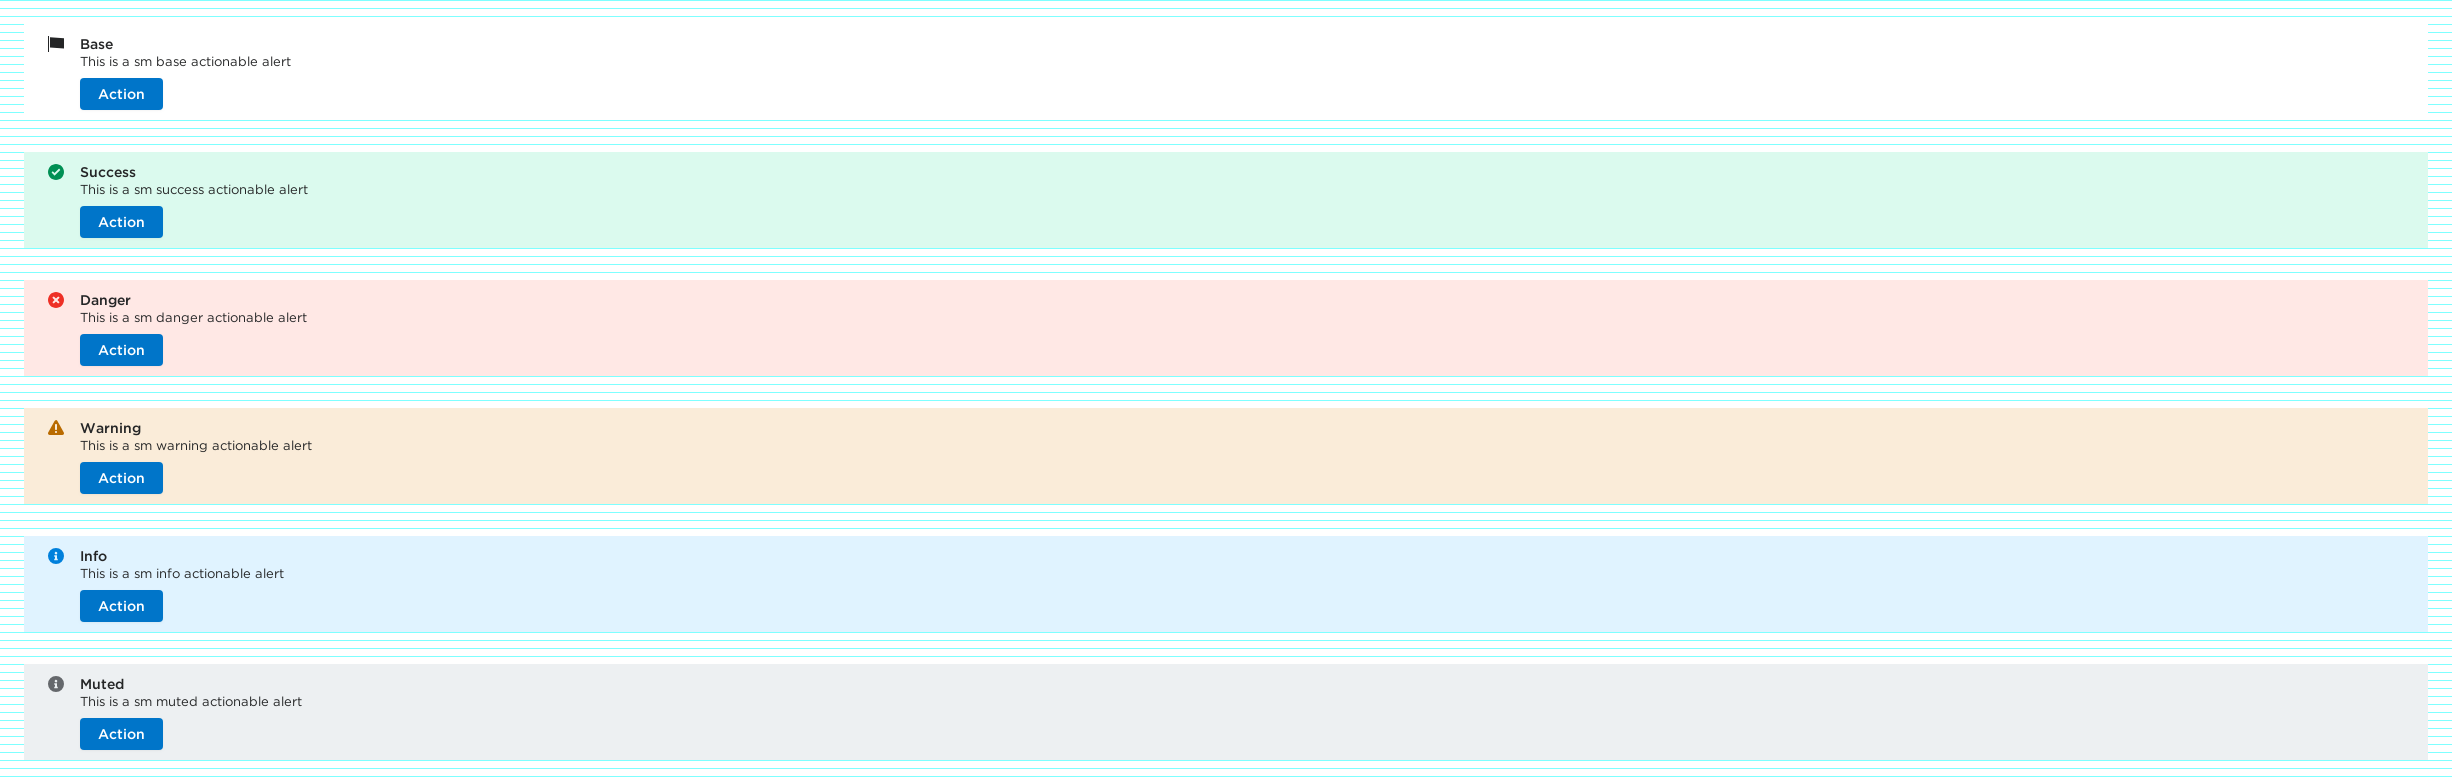 Base
This is a sm base actionable alert
Action
Success
This is a sm success actionable alert
Action
Danger
This is a sm danger actionable alert
Action
Warning
This is a sm warning actionable alert
Action
Info
This is a sm info actionable alert
Action
Muted
This is a sm muted actionable alert
Action